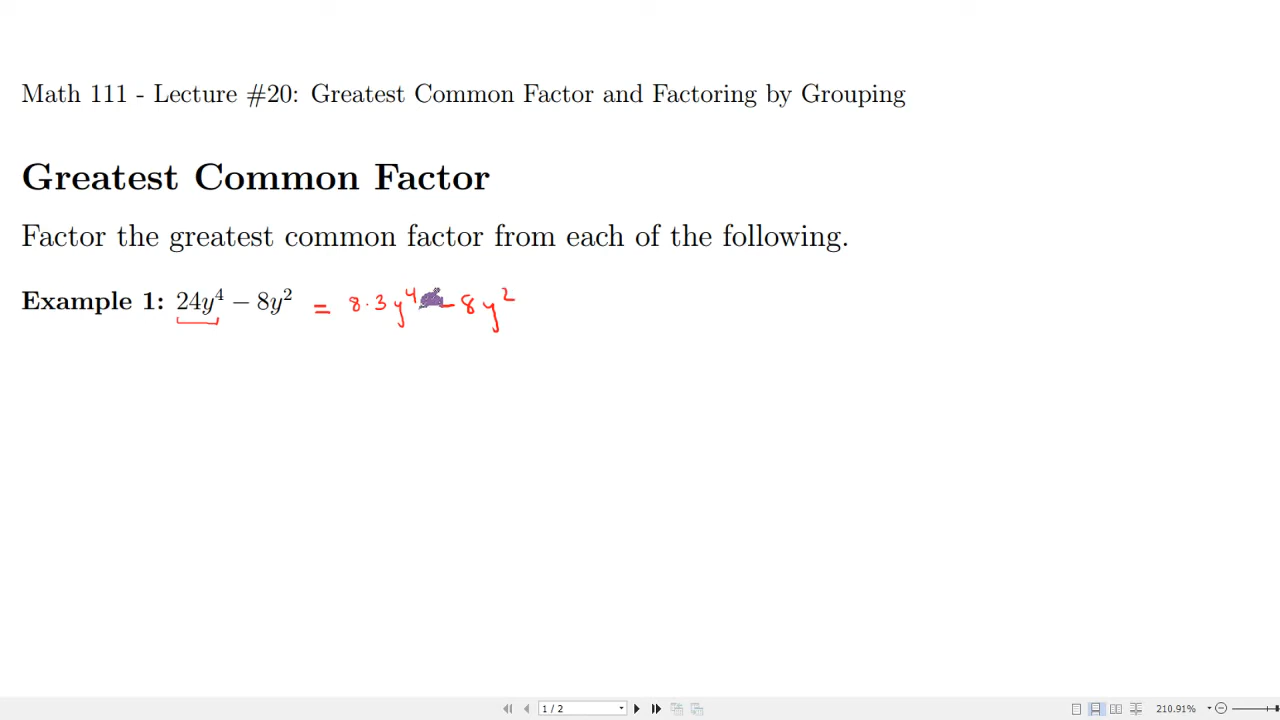 Math 111 - Lecture #20: Greatest Common Factor and Factoring by Grouping
Greatest Common Factor
Factor the greatest common factor from each of the following.
Example 1: 24y⁴ − 8y² = 8·3y⁴ − 8y²
1 / 2 210.91%